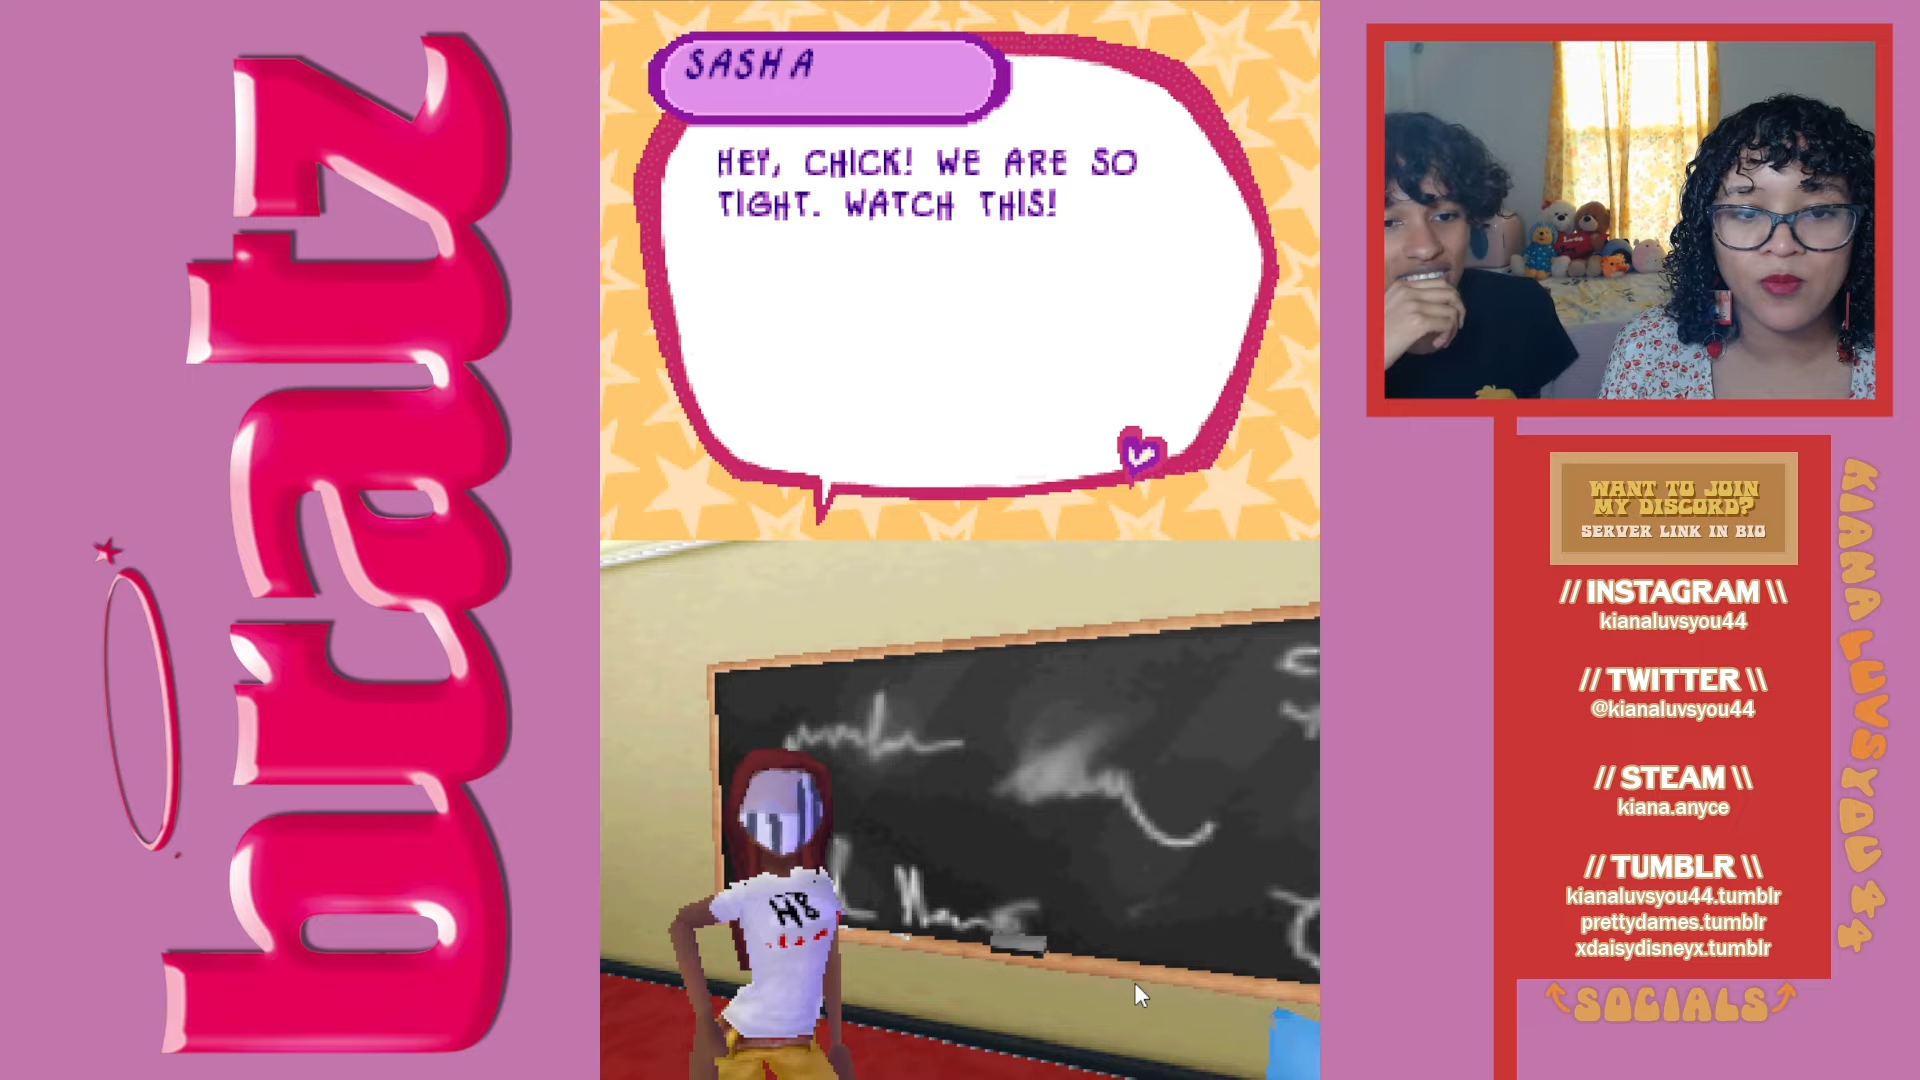 bratz
SASHA
HEY, CHICK! WE ARE SO
TIGHT. WATCH THIS!
HB
WANT TO JOIN
MY DISCORD?
SERVER LINK IN BIO
// INSTAGRAM \\
kianaluvsyou44
// TWITTER \\
@kianaluvsyou44
// STEAM \\
kiana.anyce
// TUMBLR \\
kianaluvsyou44.tumblr
prettydames.tumblr
xdaisydisneyx.tumblr
SOCIALS
KIANALUVSYOU44